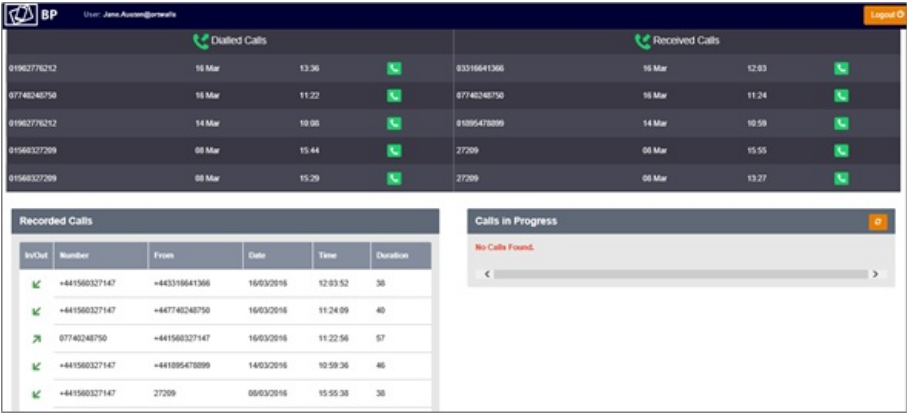 BP User: Jane.Austen@portwalls Logout
Dialled Calls Received Calls
01902776212 16 Mar 13:36 03316641366 16 Mar 12:03
07740248750 16 Mar 11:22 07740248750 16 Mar 11:24
01902776212 14 Mar 10:08 01895478899 14 Mar 10:59
01560327209 08 Mar 15:44 27209 08 Mar 15:55
01560327209 08 Mar 15:29 27209 08 Mar 13:27
Recorded Calls Calls in Progress
In/Out Number From Date Time Duration No Calls Found.
+441560327147 +443316641366 16/03/2016 12:03:52 38
+441560327147 +447740248750 16/03/2016 11:24:09 40
07740248750 +441560327147 16/03/2016 11:22:56 57
+441560327147 +441895478899 14/03/2016 10:59:36 46
+441560327147 27209 08/03/2016 15:55:38 38